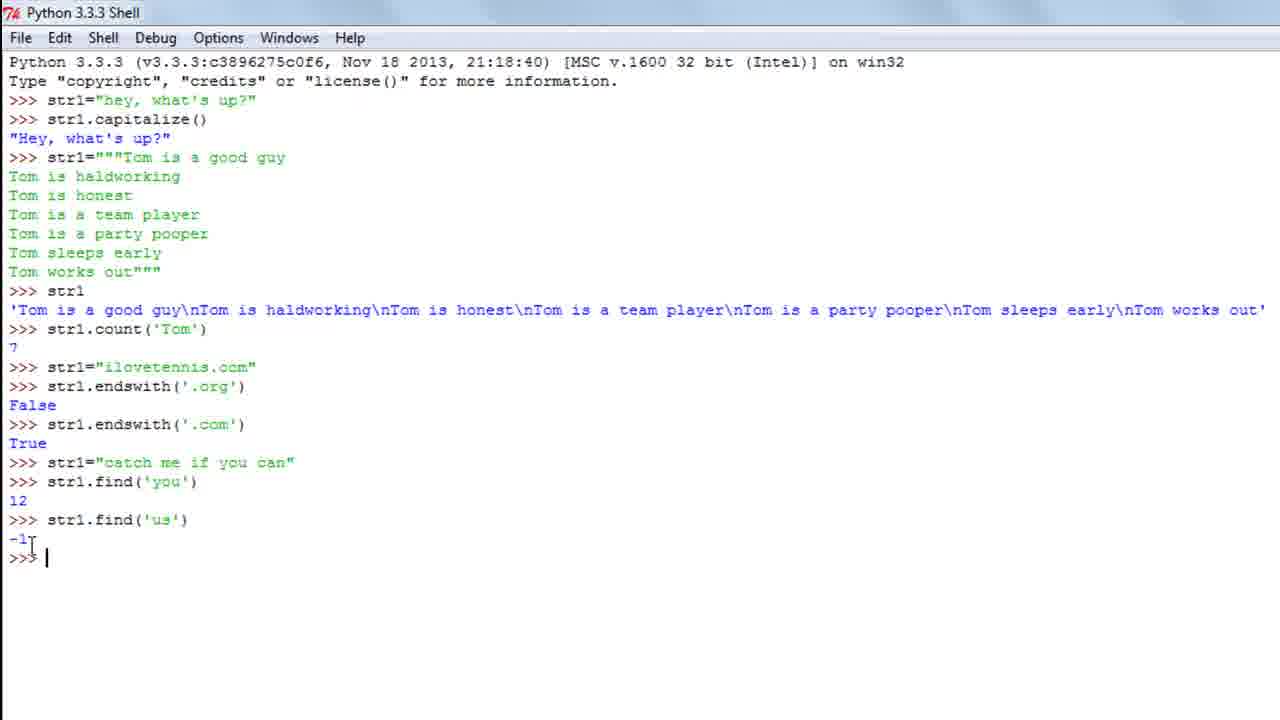 Python 3.3.3 Shell
File Edit Shell Debug Options Windows Help
Python 3.3.3 (v3.3.3:c3896275c0f6, Nov 18 2013, 21:18:40) [MSC v.1600 32 bit (Intel)] on win32
Type "copyright", "credits" or "license()" for more information.
>>> str1="hey, what's up?"
>>> str1.capitalize()
"Hey, what's up?"
>>> str1="""Tom is a good guy
Tom is haldworking
Tom is honest
Tom is a team player
Tom is a party pooper
Tom sleeps early
Tom works out"""
>>> str1
'Tom is a good guy\nTom is haldworking\nTom is honest\nTom is a team player\nTom is a party pooper\nTom sleeps early\nTom works out'
>>> str1.count('Tom')
7
>>> str1="ilovetennis.com"
>>> str1.endswith('.org')
False
>>> str1.endswith('.com')
True
>>> str1="catch me if you can"
>>> str1.find('you')
12
>>> str1.find('us')
-1
>>>